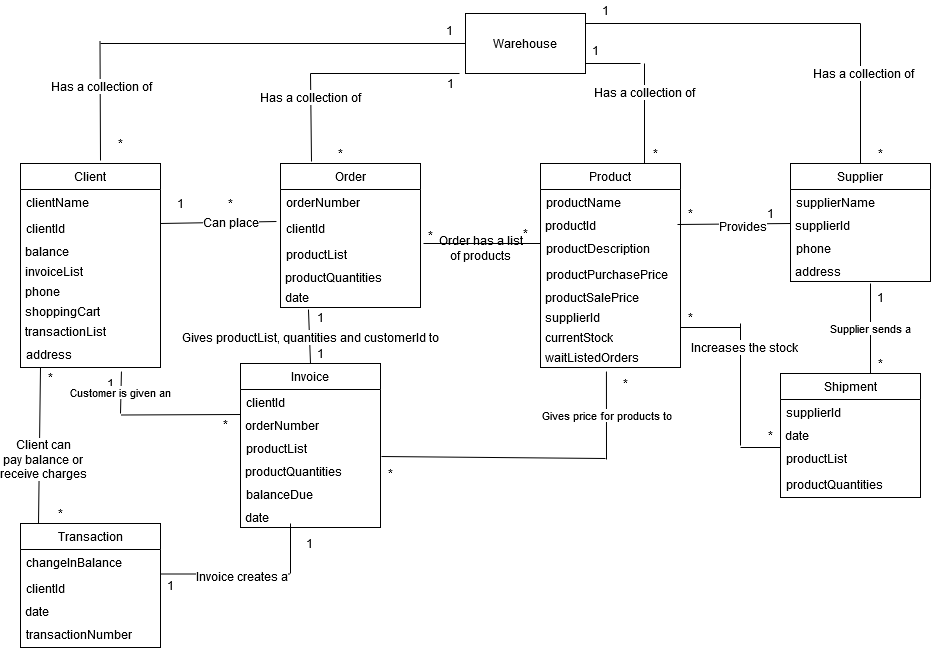 1
1
Warehouse
1
1
Has a collection of
Has a collection of
Has a collection of
Has a collection of
*
*
*
*
Client
clientName
clientId
balance
invoiceList
phone
shoppingCart
transactionList
address
1
*
Can place
Order
orderNumber
clientId
productList
productQuantities
date
*
*
Order has a list
of products
Product
productName
productId
productDescription
productPurchasePrice
productSalePrice
supplierId
currentStock
waitListedOrders
*
1
Provides
Supplier
supplierName
supplierId
phone
address
1
Gives productList, quantities and customerId to
1
*
Increases the stock
*
1
Supplier sends a
*
*
1
Customer is given an
*
Invoice
clientId
orderNumber
productList
productQuantities
balanceDue
date
*
Gives price for products to
*
Shipment
supplierId
date
productList
productQuantities
Client can
pay balance or
receive charges
*
Transaction
changeInBalance
clientId
date
transactionNumber
1
Invoice creates a
1